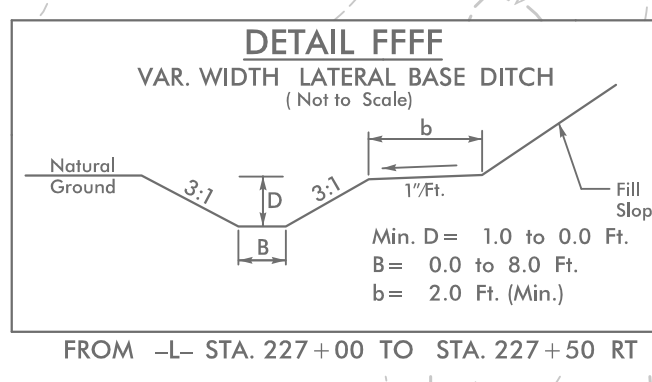 DETAIL FFFF
VAR. WIDTH LATERAL BASE DITCH
( Not to Scale)
b
Natural
Ground
3:1
D
3:1
1"/Ft.
B
Fill
Min. D = 1.0 to 0.0 Ft.
B = 0.0 to 8.0 Ft.
b = 2.0 Ft. (Min.)
FROM -L- STA. 227+00 TO STA. 227+50 RT